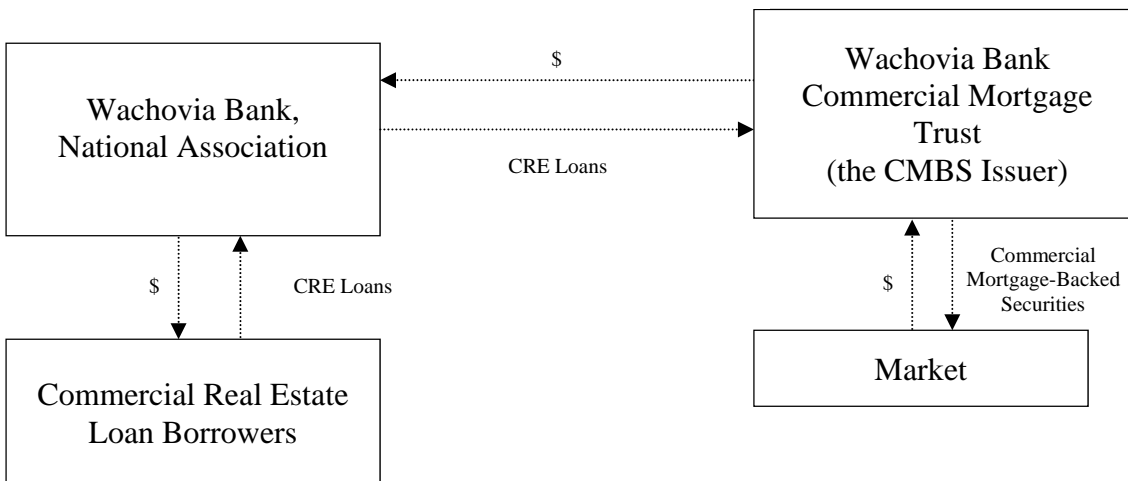 Wachovia Bank,
National Association
$
CRE Loans
Wachovia Bank
Commercial Mortgage
Trust
(the CMBS Issuer)
$
CRE Loans
$
Commercial
Mortgage-Backed
Securities
Commercial Real Estate
Loan Borrowers
Market